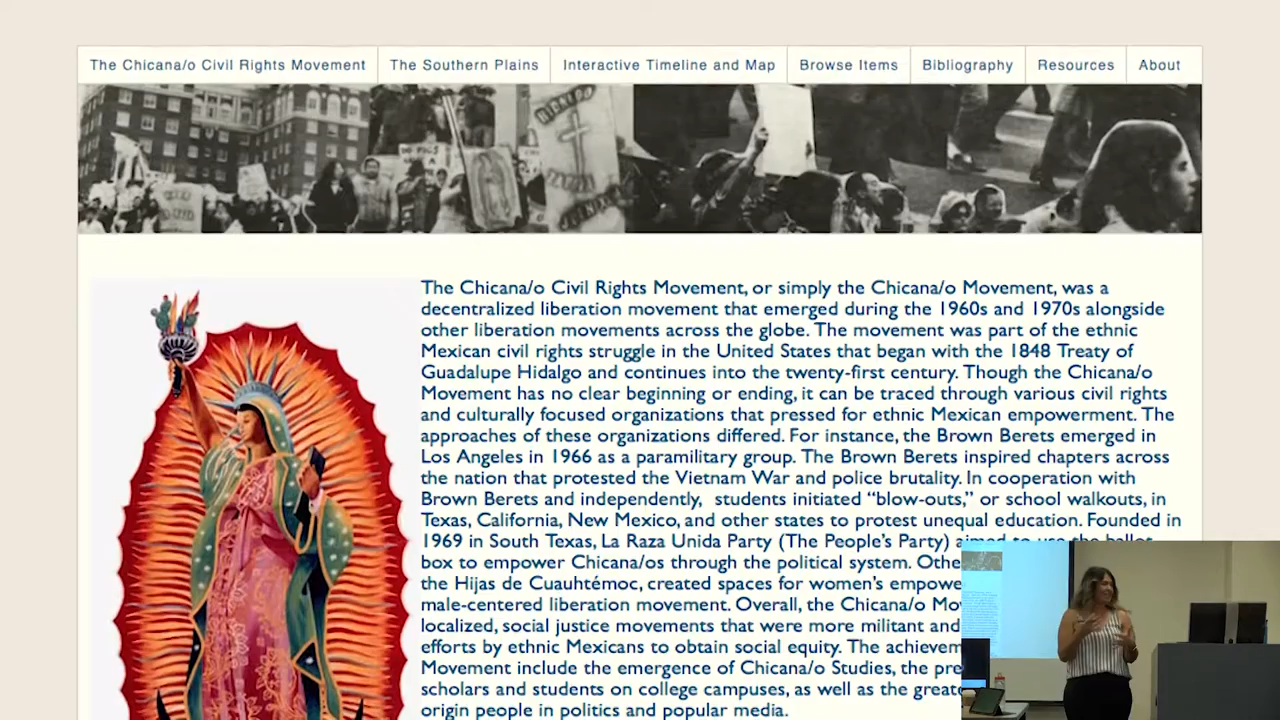 The Chicana/o Civil Rights Movement
The Southern Plains
Interactive Timeline and Map
Browse Items
Bibliography
Resources
About
The Chicana/o Civil Rights Movement, or simply the Chicana/o Movement, was a
decentralized liberation movement that emerged during the 1960s and 1970s alongside
other liberation movements across the globe. The movement was part of the ethnic
Mexican civil rights struggle in the United States that began with the 1848 Treaty of
Guadalupe Hidalgo and continues into the twenty-first century. Though the Chicana/o
Movement has no clear beginning or ending, it can be traced through various civil rights
and culturally focused organizations that pressed for ethnic Mexican empowerment. The
approaches of these organizations differed. For instance, the Brown Berets emerged in
Los Angeles in 1966 as a paramilitary group. The Brown Berets inspired chapters across
the nation that protested the Vietnam War and police brutality. In cooperation with
Brown Berets and independently, students initiated “blow-outs,” or school walkouts, in
Texas, California, New Mexico, and other states to protest unequal education. Founded in
1969 in South Texas, La Raza Unida Party (The People’s Party) aimed to use the ballot
box to empower Chicana/os through the political system. Othe
the Hijas de Cuauhtémoc, created spaces for women’s empowe
male-centered liberation movement. Overall, the Chicana/o Mo
localized, social justice movements that were more militant and
efforts by ethnic Mexicans to obtain social equity. The achievem
Movement include the emergence of Chicana/o Studies, the pre
scholars and students on college campuses, as well as the greate
origin people in politics and popular media.